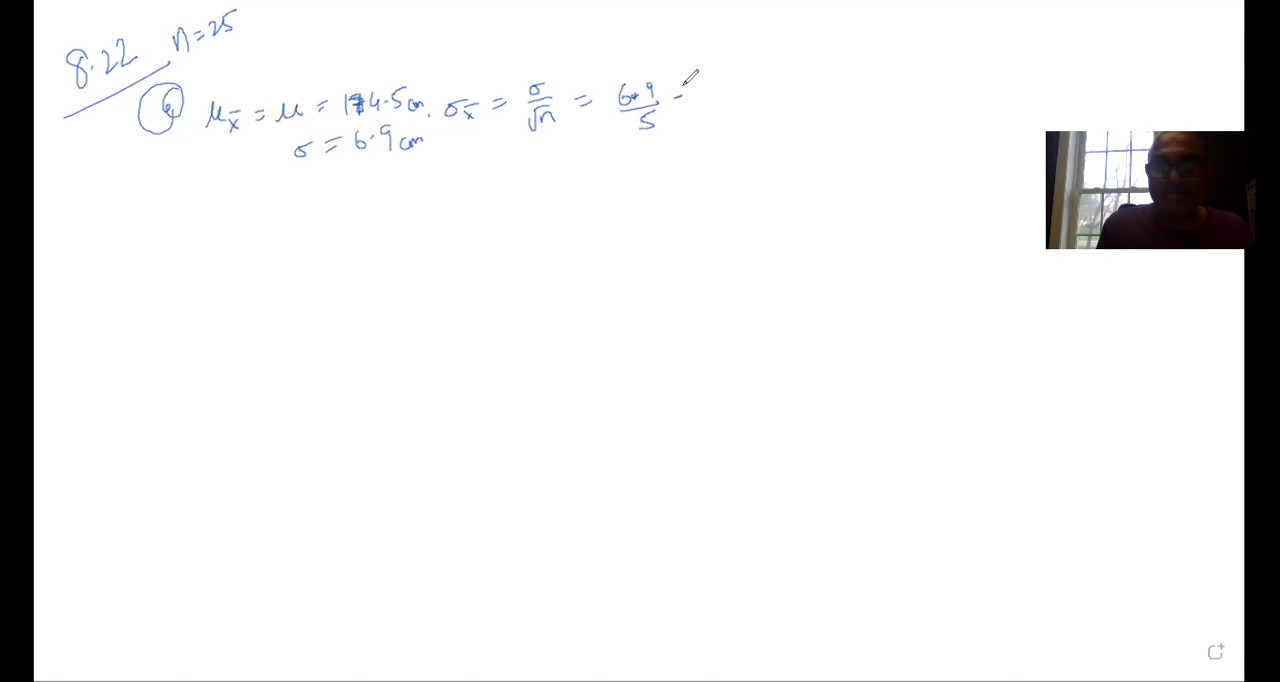 8.22 n=25
a μx̄ = μ = 174.5 cm. σx̄ = σ/√n = 6.9/5 =
σ = 6.9 cm